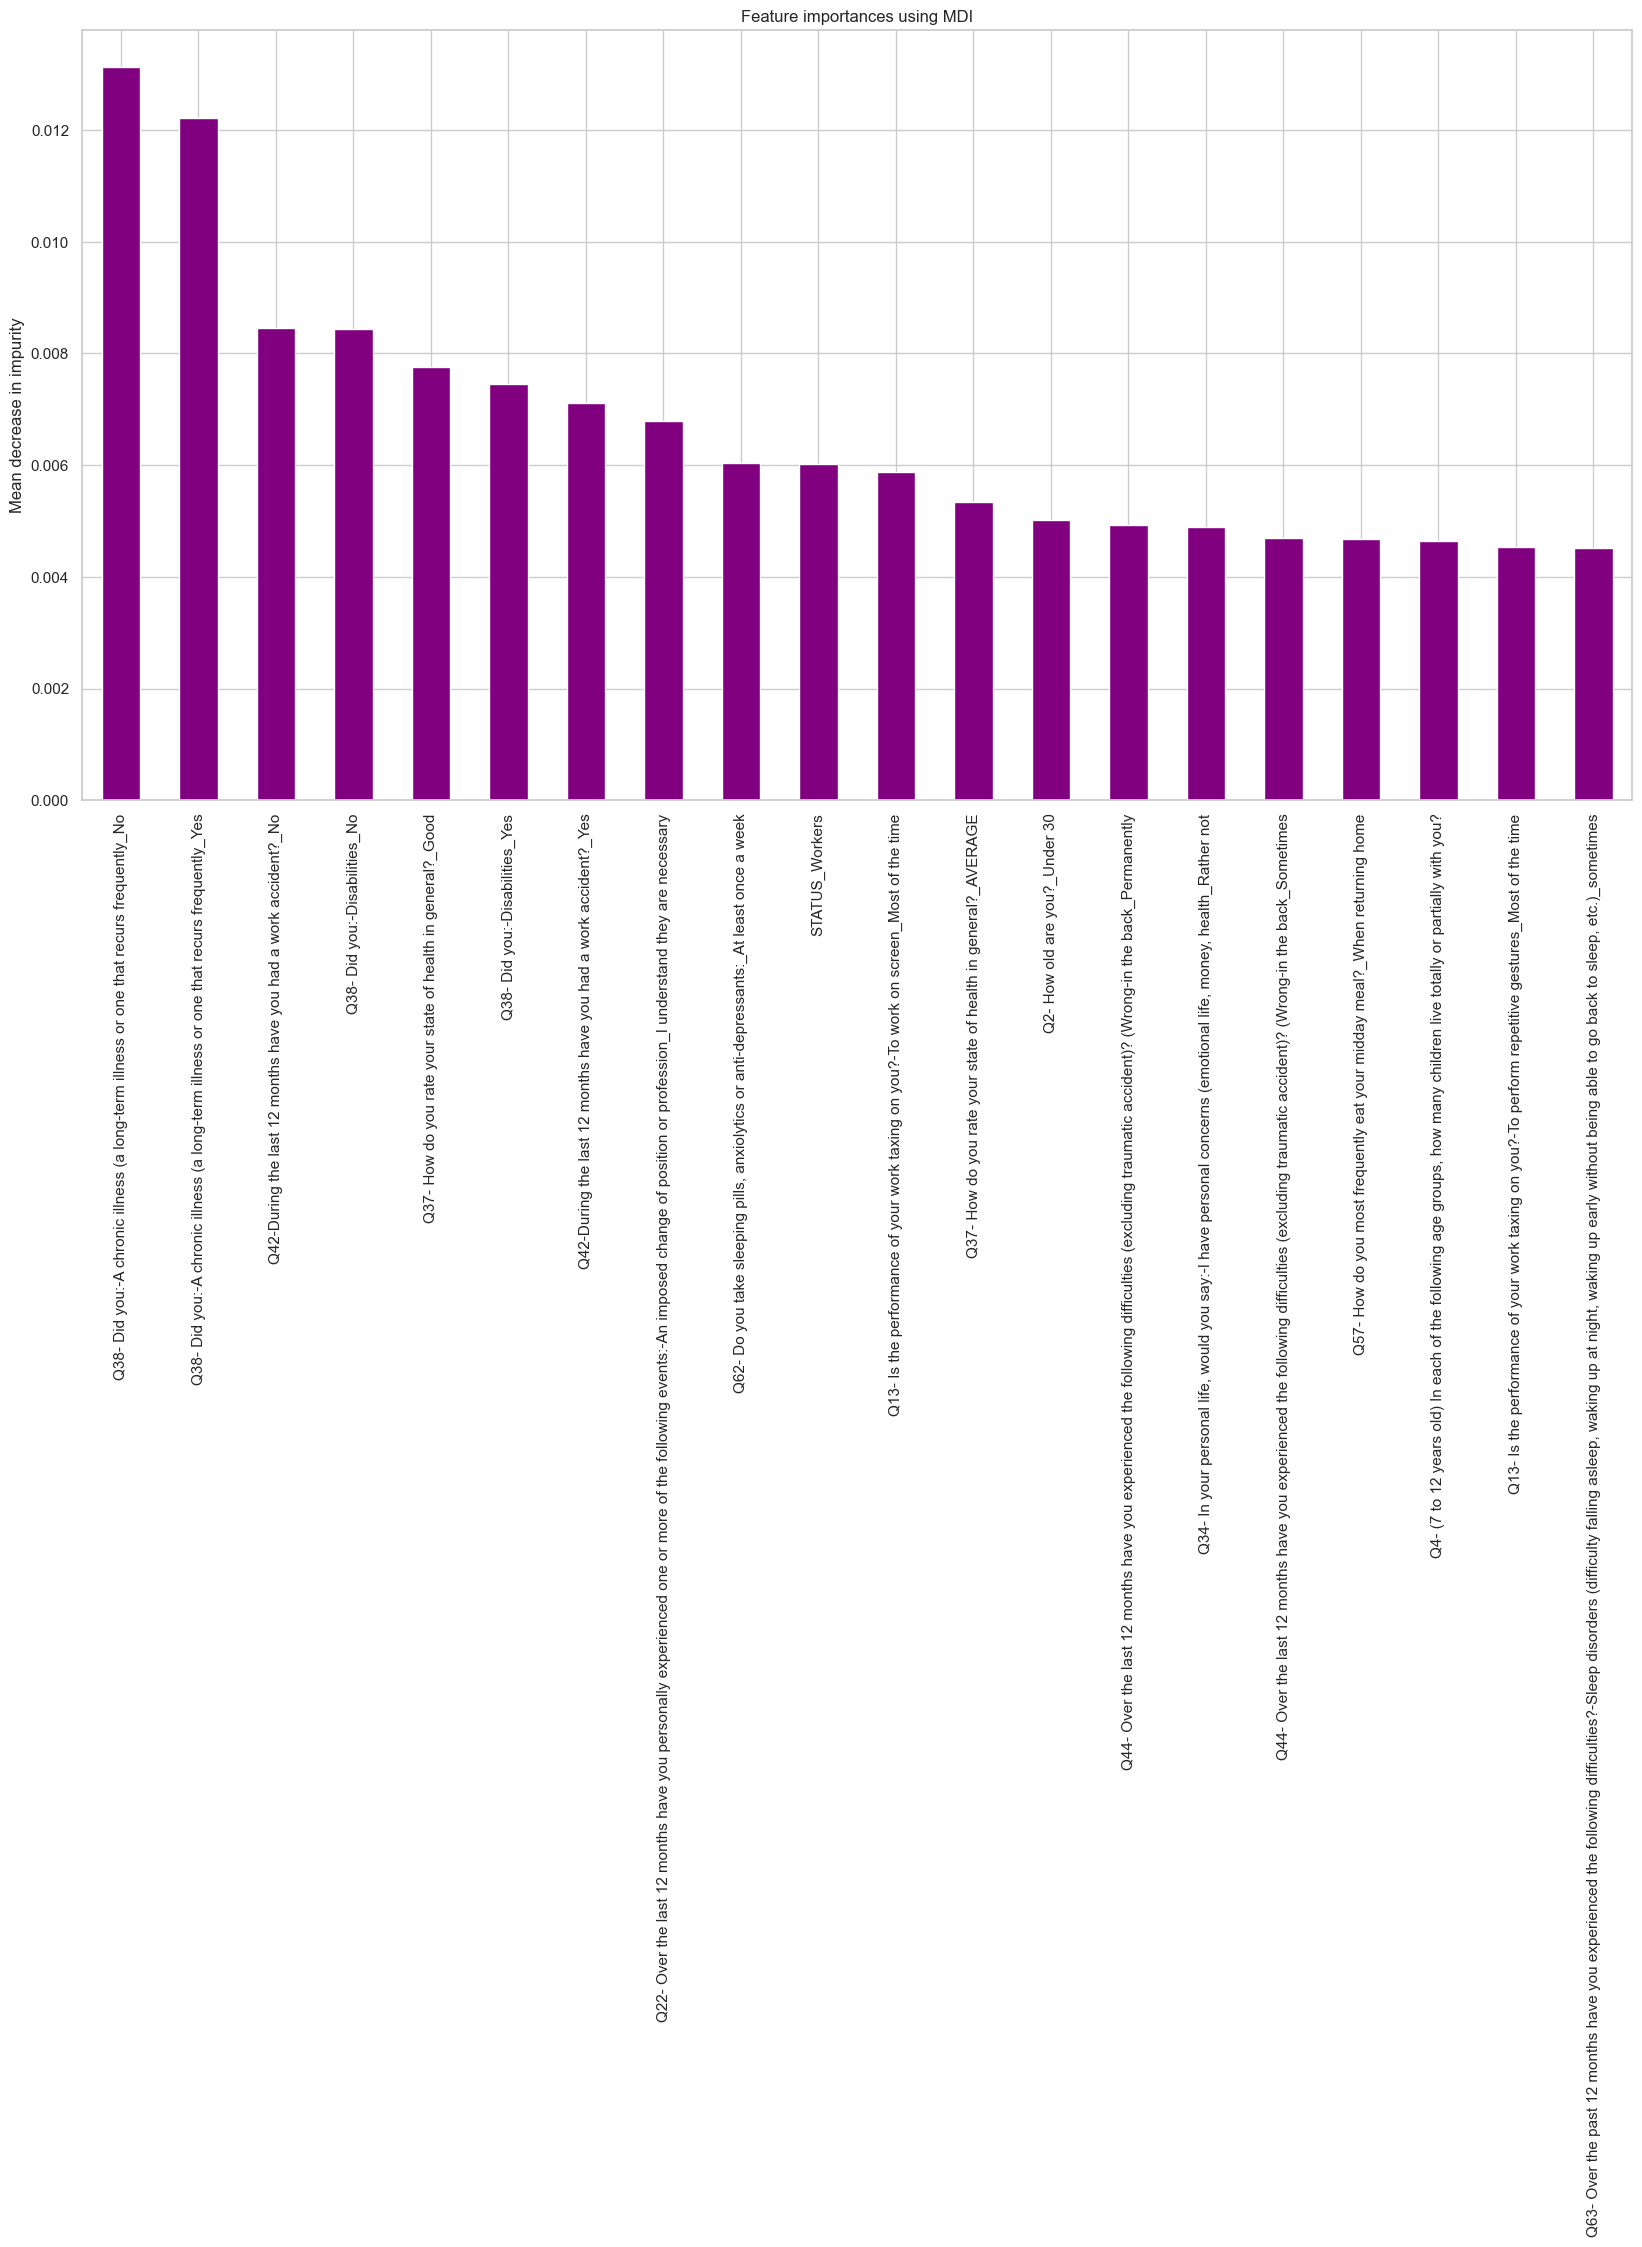 Feature importances using MDI
Mean decrease in impurity
0.012
0.010
0.008
0.006
0.004
0.002
0.000
Q38- Did you:-A chronic illness (a long-term illness or one that recurs frequently_No
Q38- Did you:-A chronic illness (a long-term illness or one that recurs frequently_Yes
Q42-During the last 12 months have you had a work accident?_No
Q38- Did you:-Disabilities_No
Q37- How do you rate your state of health in general?_Good
Q38- Did you:-Disabilities_Yes
Q42-During the last 12 months have you had a work accident?_Yes
Q22- Over the last 12 months have you personally experienced one or more of the following events:-An imposed change of position or profession_I understand they are necessary
Q62- Do you take sleeping pills, anxiolytics or anti-depressants:_At least once a week
STATUS_Workers
Q13- Is the performance of your work taxing on you?-To work on screen_Most of the time
Q37- How do you rate your state of health in general?_AVERAGE
Q2- How old are you?_Under 30
Q44- Over the last 12 months have you experienced the following difficulties (excluding traumatic accident)? (Wrong-in the back_Permanently
Q34- In your personal life, would you say:-I have personal concerns (emotional life, money, health_Rather not
Q44- Over the last 12 months have you experienced the following difficulties (excluding traumatic accident)? (Wrong-in the back_Sometimes
Q57- How do you most frequently eat your midday meal?_When returning home
Q4- (7 to 12 years old) In each of the following age groups, how many children live totally or partially with you?
Q13- Is the performance of your work taxing on you?-To perform repetitive gestures_Most of the time
Q63- Over the past 12 months have you experienced the following difficulties?-Sleep disorders (difficulty falling asleep, waking up at night, waking up early without being able to go back to sleep, etc.)_sometimes